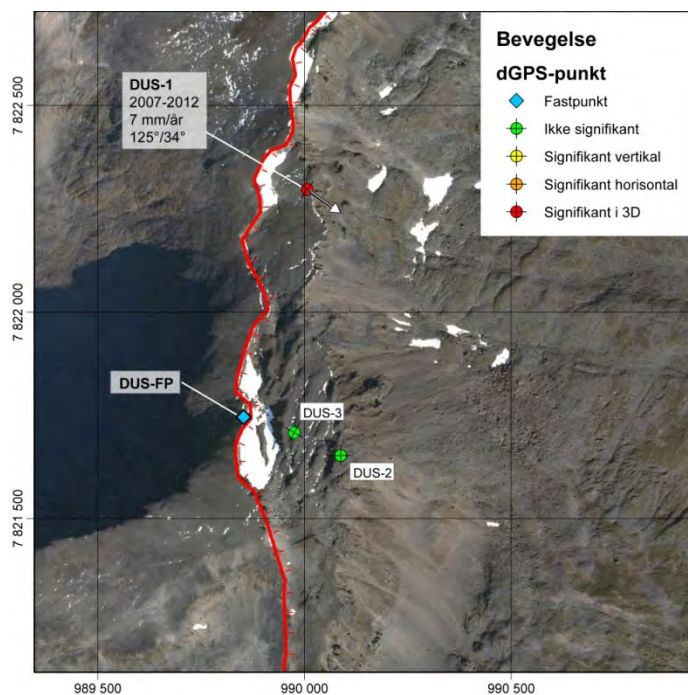 Bevegelse
dGPS-punkt
Fastpunkt
Ikke signifikant
Signifikant vertikal
Signifikant horisontal
Signifikant i 3D
DUS-1
2007-2012
7 mm/år
125°/34°
DUS-FP
DUS-3
DUS-2
7 822 500
7 822 000
7 821 500
989 500
990 000
990 500